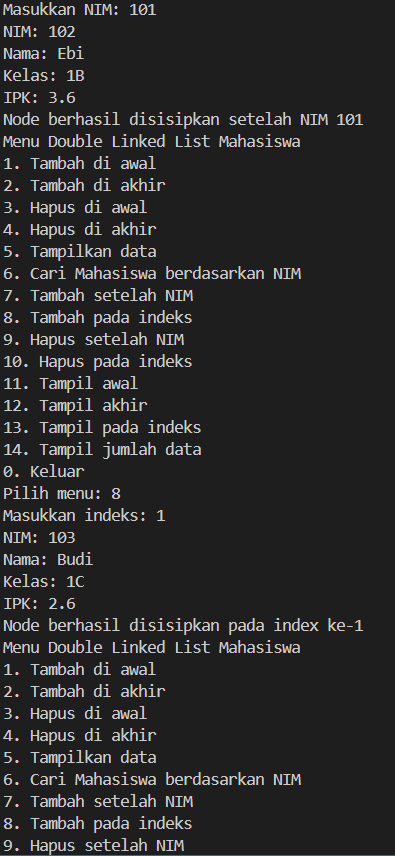 Masukkan NIM: 101
NIM: 102
Nama: Ebi
Kelas: 1B
IPK: 3.6
Node berhasil disisipkan setelah NIM 101
Menu Double Linked List Mahasiswa
1. Tambah di awal
2. Tambah di akhir
3. Hapus di awal
4. Hapus di akhir
5. Tampilkan data
6. Cari Mahasiswa berdasarkan NIM
7. Tambah setelah NIM
8. Tambah pada indeks
9. Hapus setelah NIM
10. Hapus pada indeks
11. Tampil awal
12. Tampil akhir
13. Tampil pada indeks
14. Tampil jumlah data
0. Keluar
Pilih menu: 8
Masukkan indeks: 1
NIM: 103
Nama: Budi
Kelas: 1C
IPK: 2.6
Node berhasil disisipkan pada index ke-1
Menu Double Linked List Mahasiswa
1. Tambah di awal
2. Tambah di akhir
3. Hapus di awal
4. Hapus di akhir
5. Tampilkan data
6. Cari Mahasiswa berdasarkan NIM
7. Tambah setelah NIM
8. Tambah pada indeks
9. Hapus setelah NIM